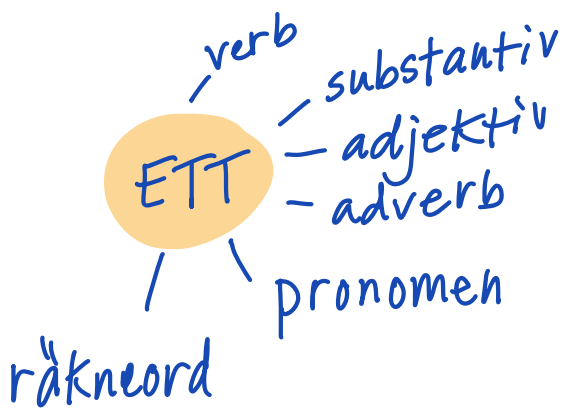 verb
substantiv
adjektiv
ETT
adverb
pronomen
räkneord